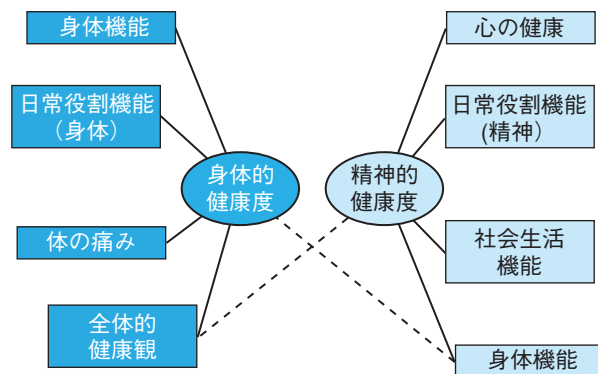 身体機能
日常役割機能
（身体）
体の痛み
全体的
健康観
身体的
健康度
精神的
健康度
心の健康
日常役割機能
(精神）
社会生活
機能
身体機能